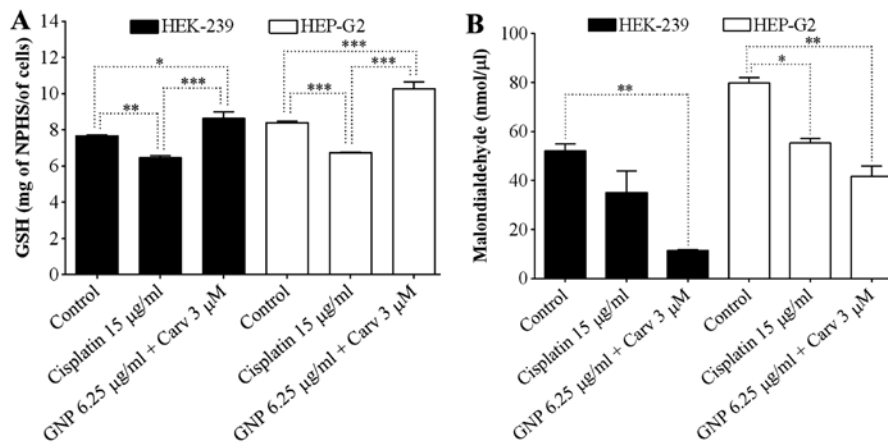 A
HEK-239
HEP-G2
GSH (mg of NPHS/of cells)
14
12
10
8
6
4
2
0
*
**
***
***
***
***
Control
Cisplatin 15 µg/ml
GNP 6.25 µg/ml + Carv 3 µM
Control
Cisplatin 15 µg/ml
GNP 6.25 µg/ml + Carv 3 µM
B
HEK-239
HEP-G2
Malondialdehyde (nmol/µl)
100
80
60
40
20
0
**
**
*
Control
Cisplatin 15 µg/ml
GNP 6.25 µg/ml + Carv 3 µM
Control
Cisplatin 15 µg/ml
GNP 6.25 µg/ml + Carv 3 µM